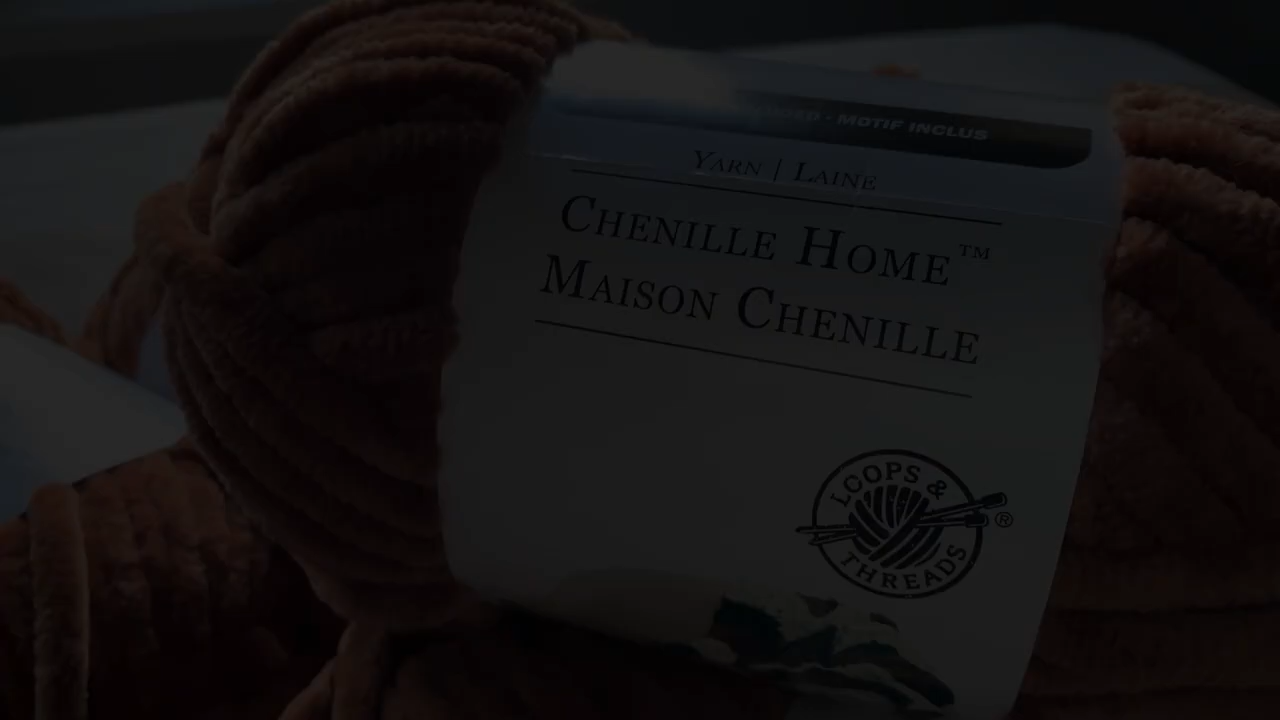 MOTIF INCLUS
YARN | LAINE
CHENILLE HOME™
MAISON CHENILLE
LOOPS &
THREADS®